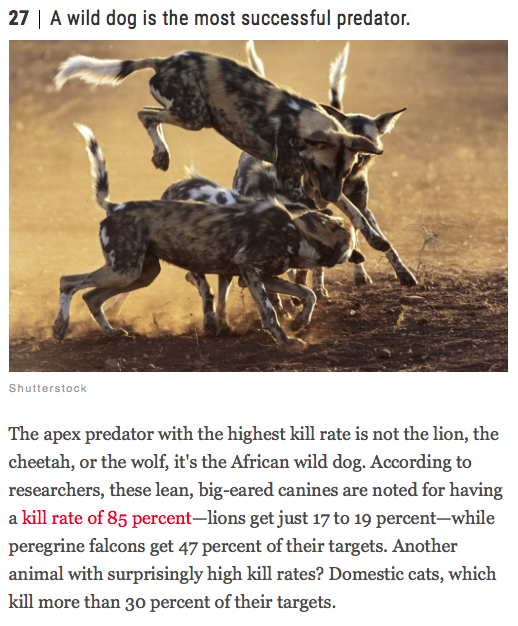 27 | A wild dog is the most successful predator.
Shutterstock
The apex predator with the highest kill rate is not the lion, the
cheetah, or the wolf, it's the African wild dog. According to
researchers, these lean, big-eared canines are noted for having
a kill rate of 85 percent—lions get just 17 to 19 percent—while
peregrine falcons get 47 percent of their targets. Another
animal with surprisingly high kill rates? Domestic cats, which
kill more than 30 percent of their targets.